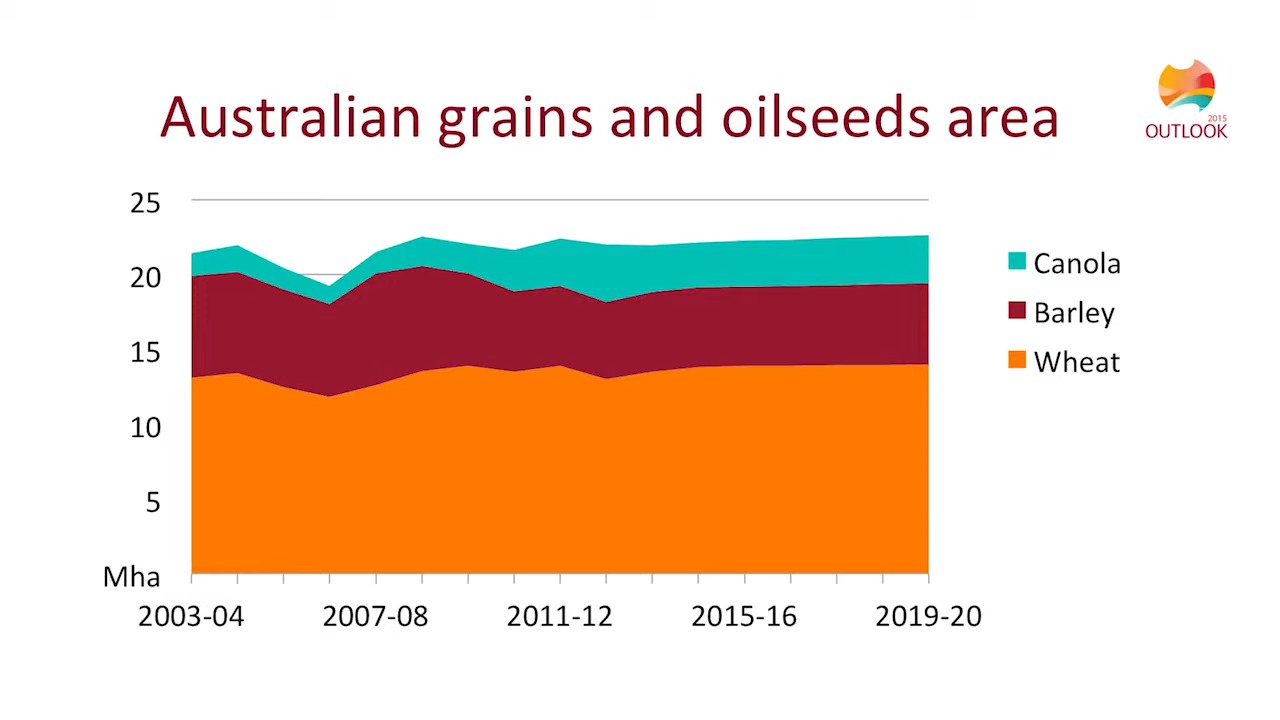 Australian grains and oilseeds area
2015
OUTLOOK
25
20
15
10
5
Mha
2003-04 2007-08 2011-12 2015-16 2019-20
Canola
Barley
Wheat